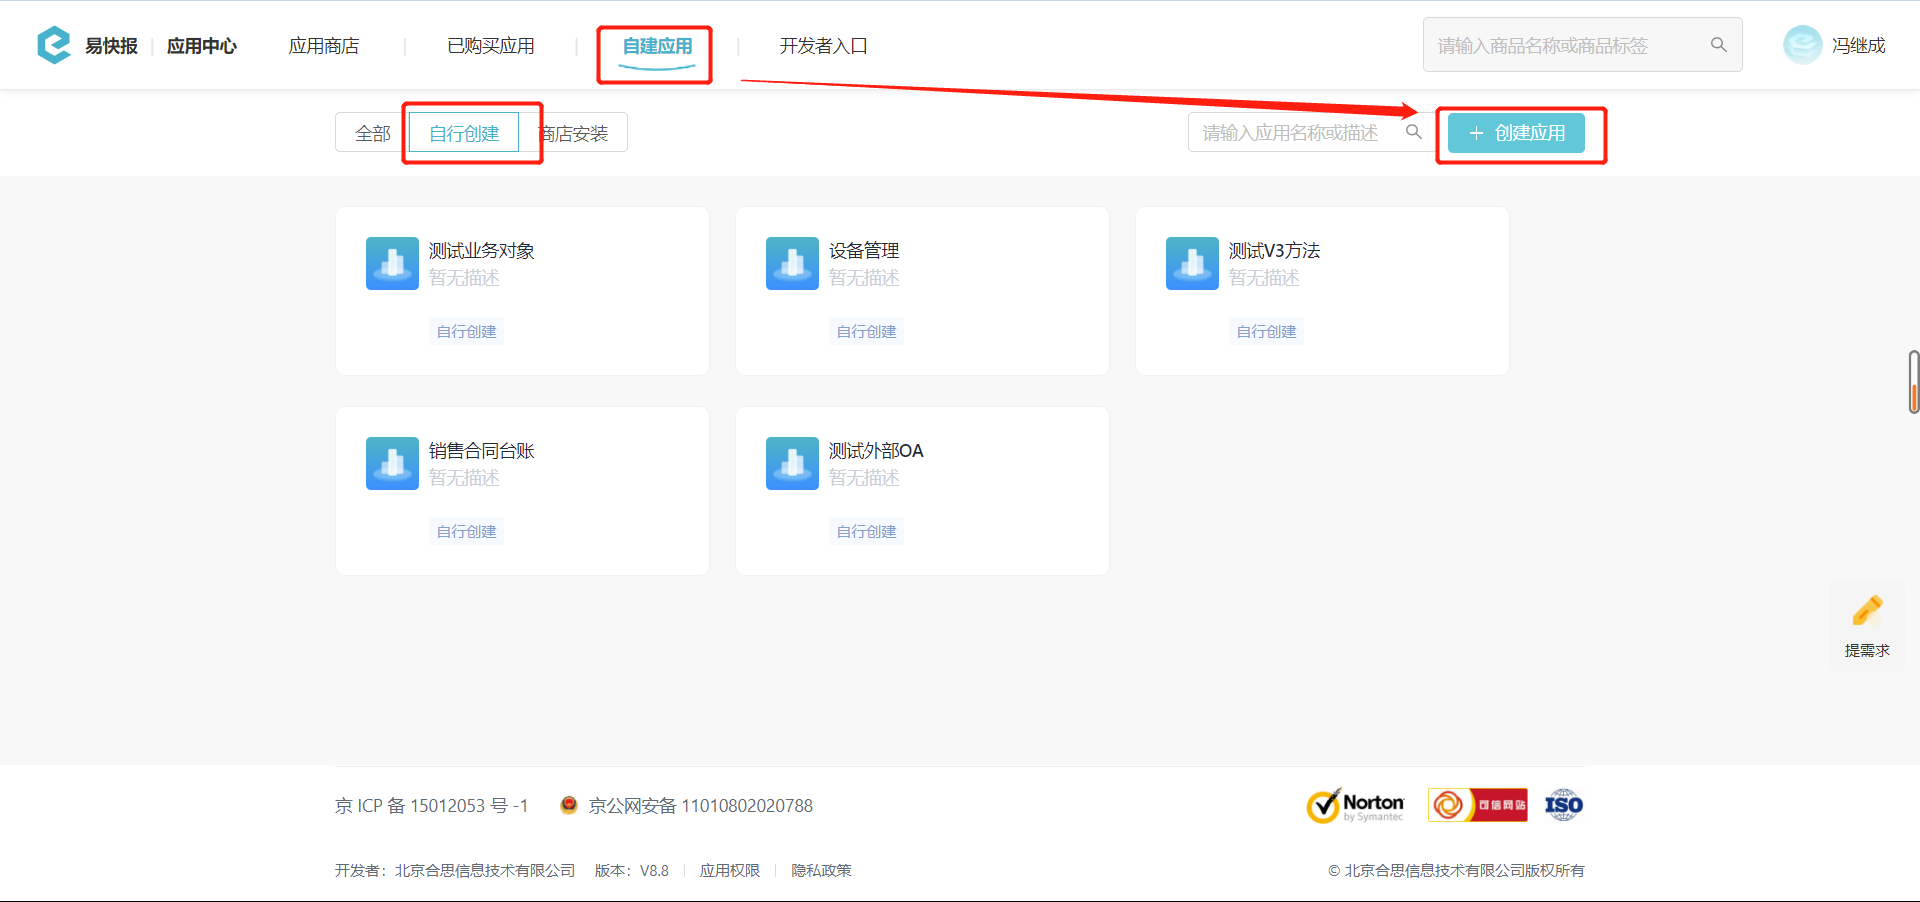 易快报 应用中心 应用商店 已购买应用 自建应用 开发者入口 请输入商品名称或商品标签 冯继成
全部 自行创建 商店安装 请输入应用名称或描述 + 创建应用
测试业务对象
暂无描述
自行创建
设备管理
暂无描述
自行创建
测试V3方法
暂无描述
自行创建
销售合同台账
暂无描述
自行创建
测试外部OA
暂无描述
自行创建
提需求
京 ICP 备 15012053 号 -1 京公网安备 11010802020788
Norton
by Symantec
可信网站
ISO
开发者：北京合思信息技术有限公司 版本：V8.8 应用权限 隐私政策 © 北京合思信息技术有限公司版权所有